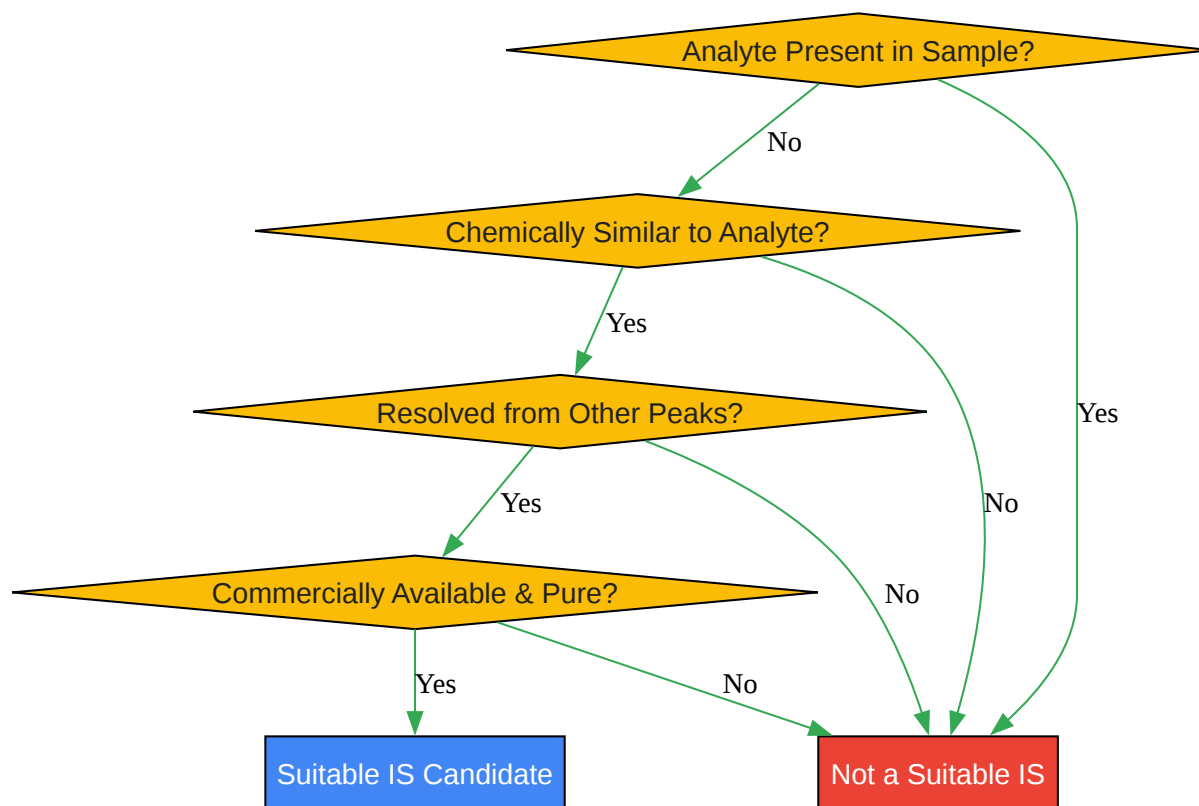 Analyte Present in Sample?
No
Chemically Similar to Analyte?
Yes
Resolved from Other Peaks?
Yes
Yes
No
Commercially Available & Pure?
No
Yes
No
Suitable IS Candidate
Not a Suitable IS